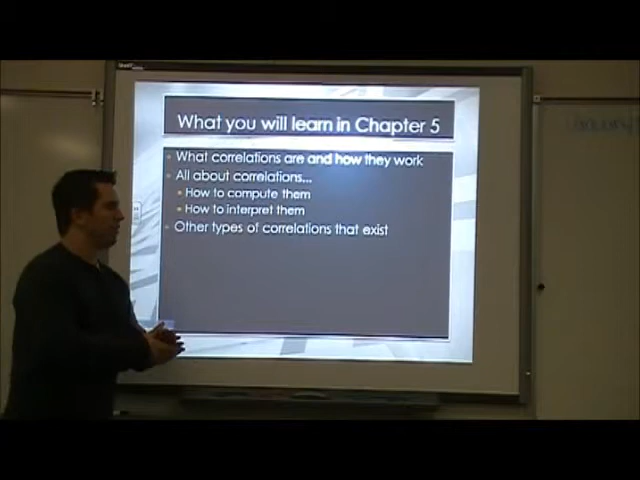 What you will learn in Chapter 5
What correlations are and how they work
All about correlations...
How to compute them
How to interpret them
Other types of correlations that exist